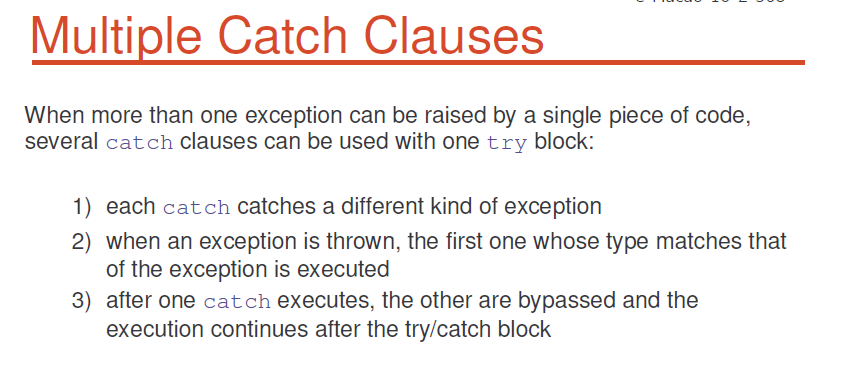 Multiple Catch Clauses
When more than one exception can be raised by a single piece of code,
several catch clauses can be used with one try block:
1) each catch catches a different kind of exception
2) when an exception is thrown, the first one whose type matches that
of the exception is executed
3) after one catch executes, the other are bypassed and the
execution continues after the try/catch block